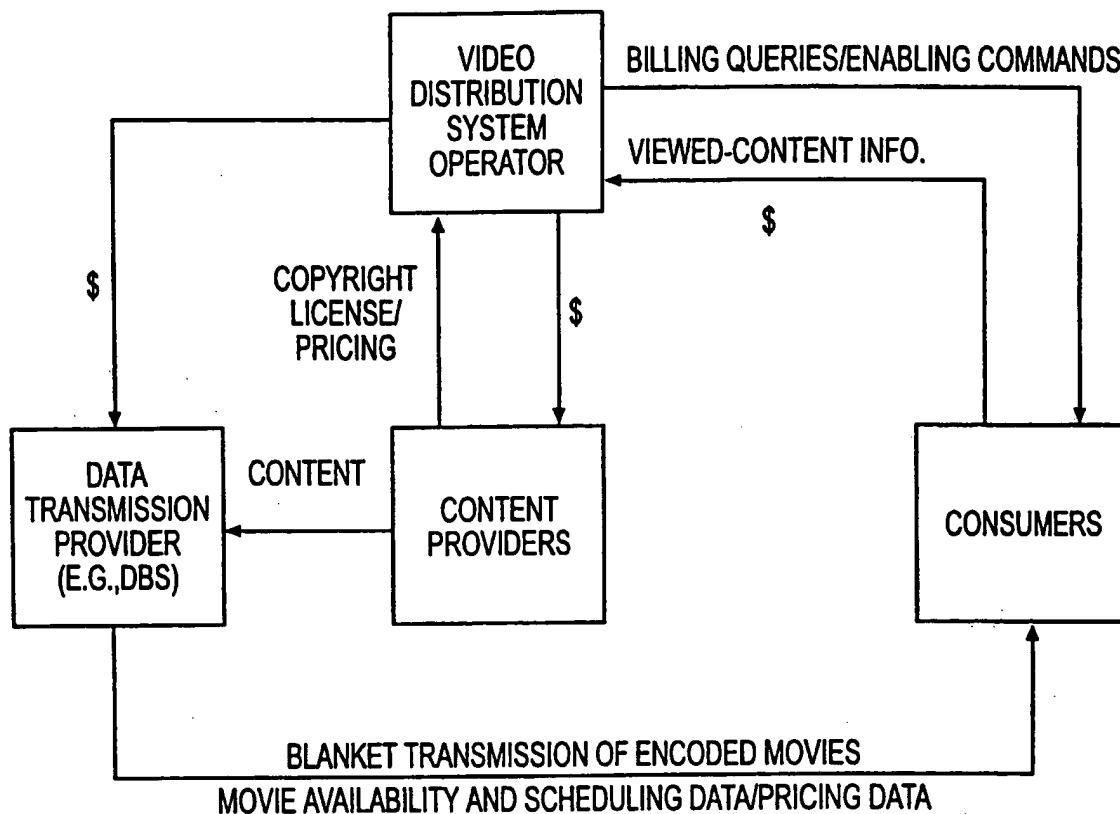 VIDEO
DISTRIBUTION
SYSTEM
OPERATOR
BILLING QUERIES/ENABLING COMMANDS
VIEWED-CONTENT INFO.
$
$
COPYRIGHT
LICENSE/
PRICING
$
DATA
TRANSMISSION
PROVIDER
(E.G.,DBS)
CONTENT
CONTENT
PROVIDERS
CONSUMERS
BLANKET TRANSMISSION OF ENCODED MOVIES
MOVIE AVAILABILITY AND SCHEDULING DATA/PRICING DATA